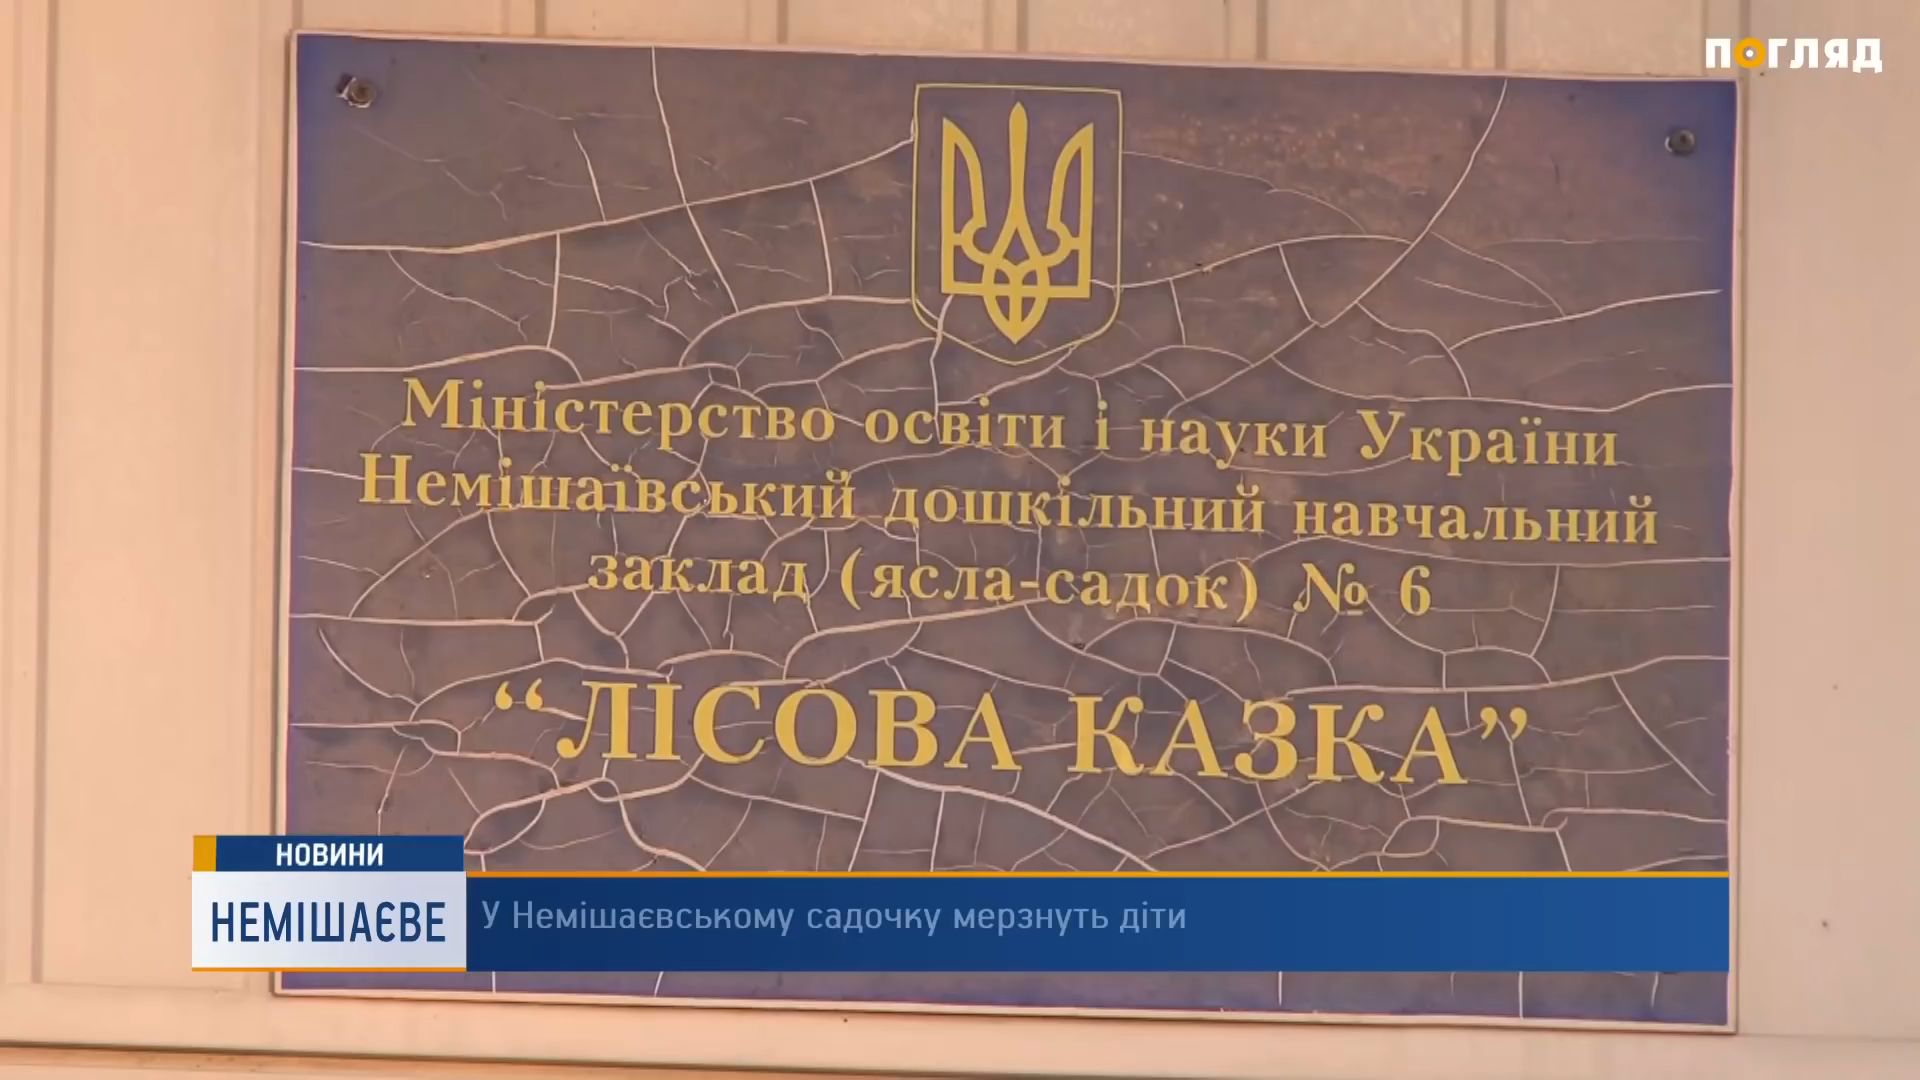 ПОГЛЯД
Міністерство освіти і науки України
Немішаївський дошкільний навчальний
заклад (ясла-садок) № 6
“ЛІСОВА КАЗКА”
НОВИНИ
НЕМІШАЄВЕ
У Немішаєвському садочку мерзнуть діти